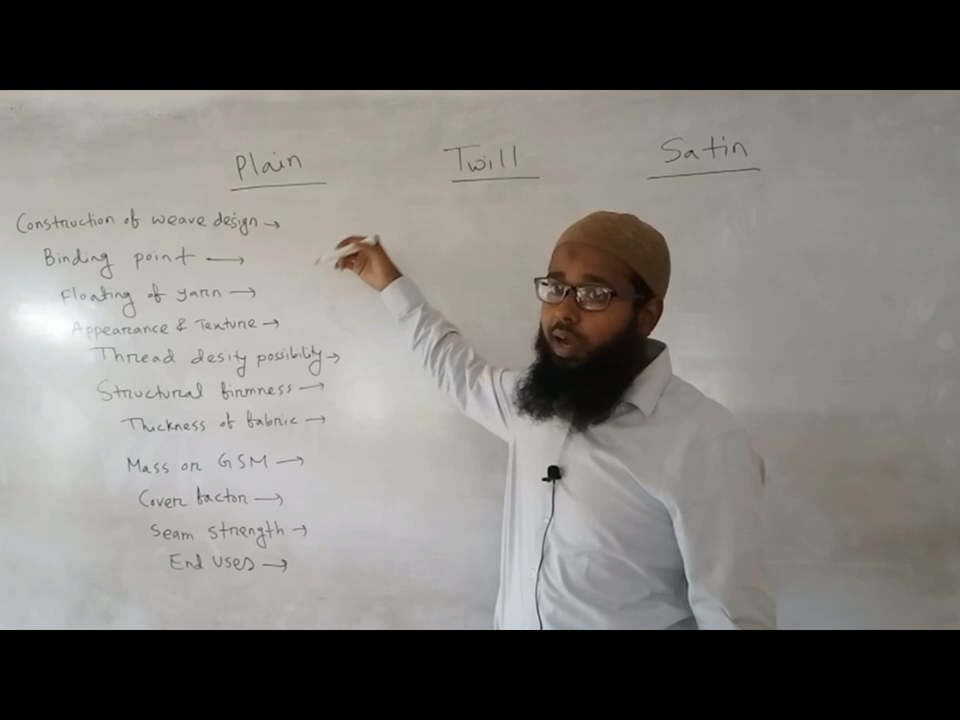 Plain Twill Satin
Construction of weave design →
Binding point →
Floating of yarn →
Appearance & Texture →
Thread desity possibility →
Structural firmness →
Thickness of fabric →
Mass or GSM →
Cover factor →
Seam strength →
End uses →